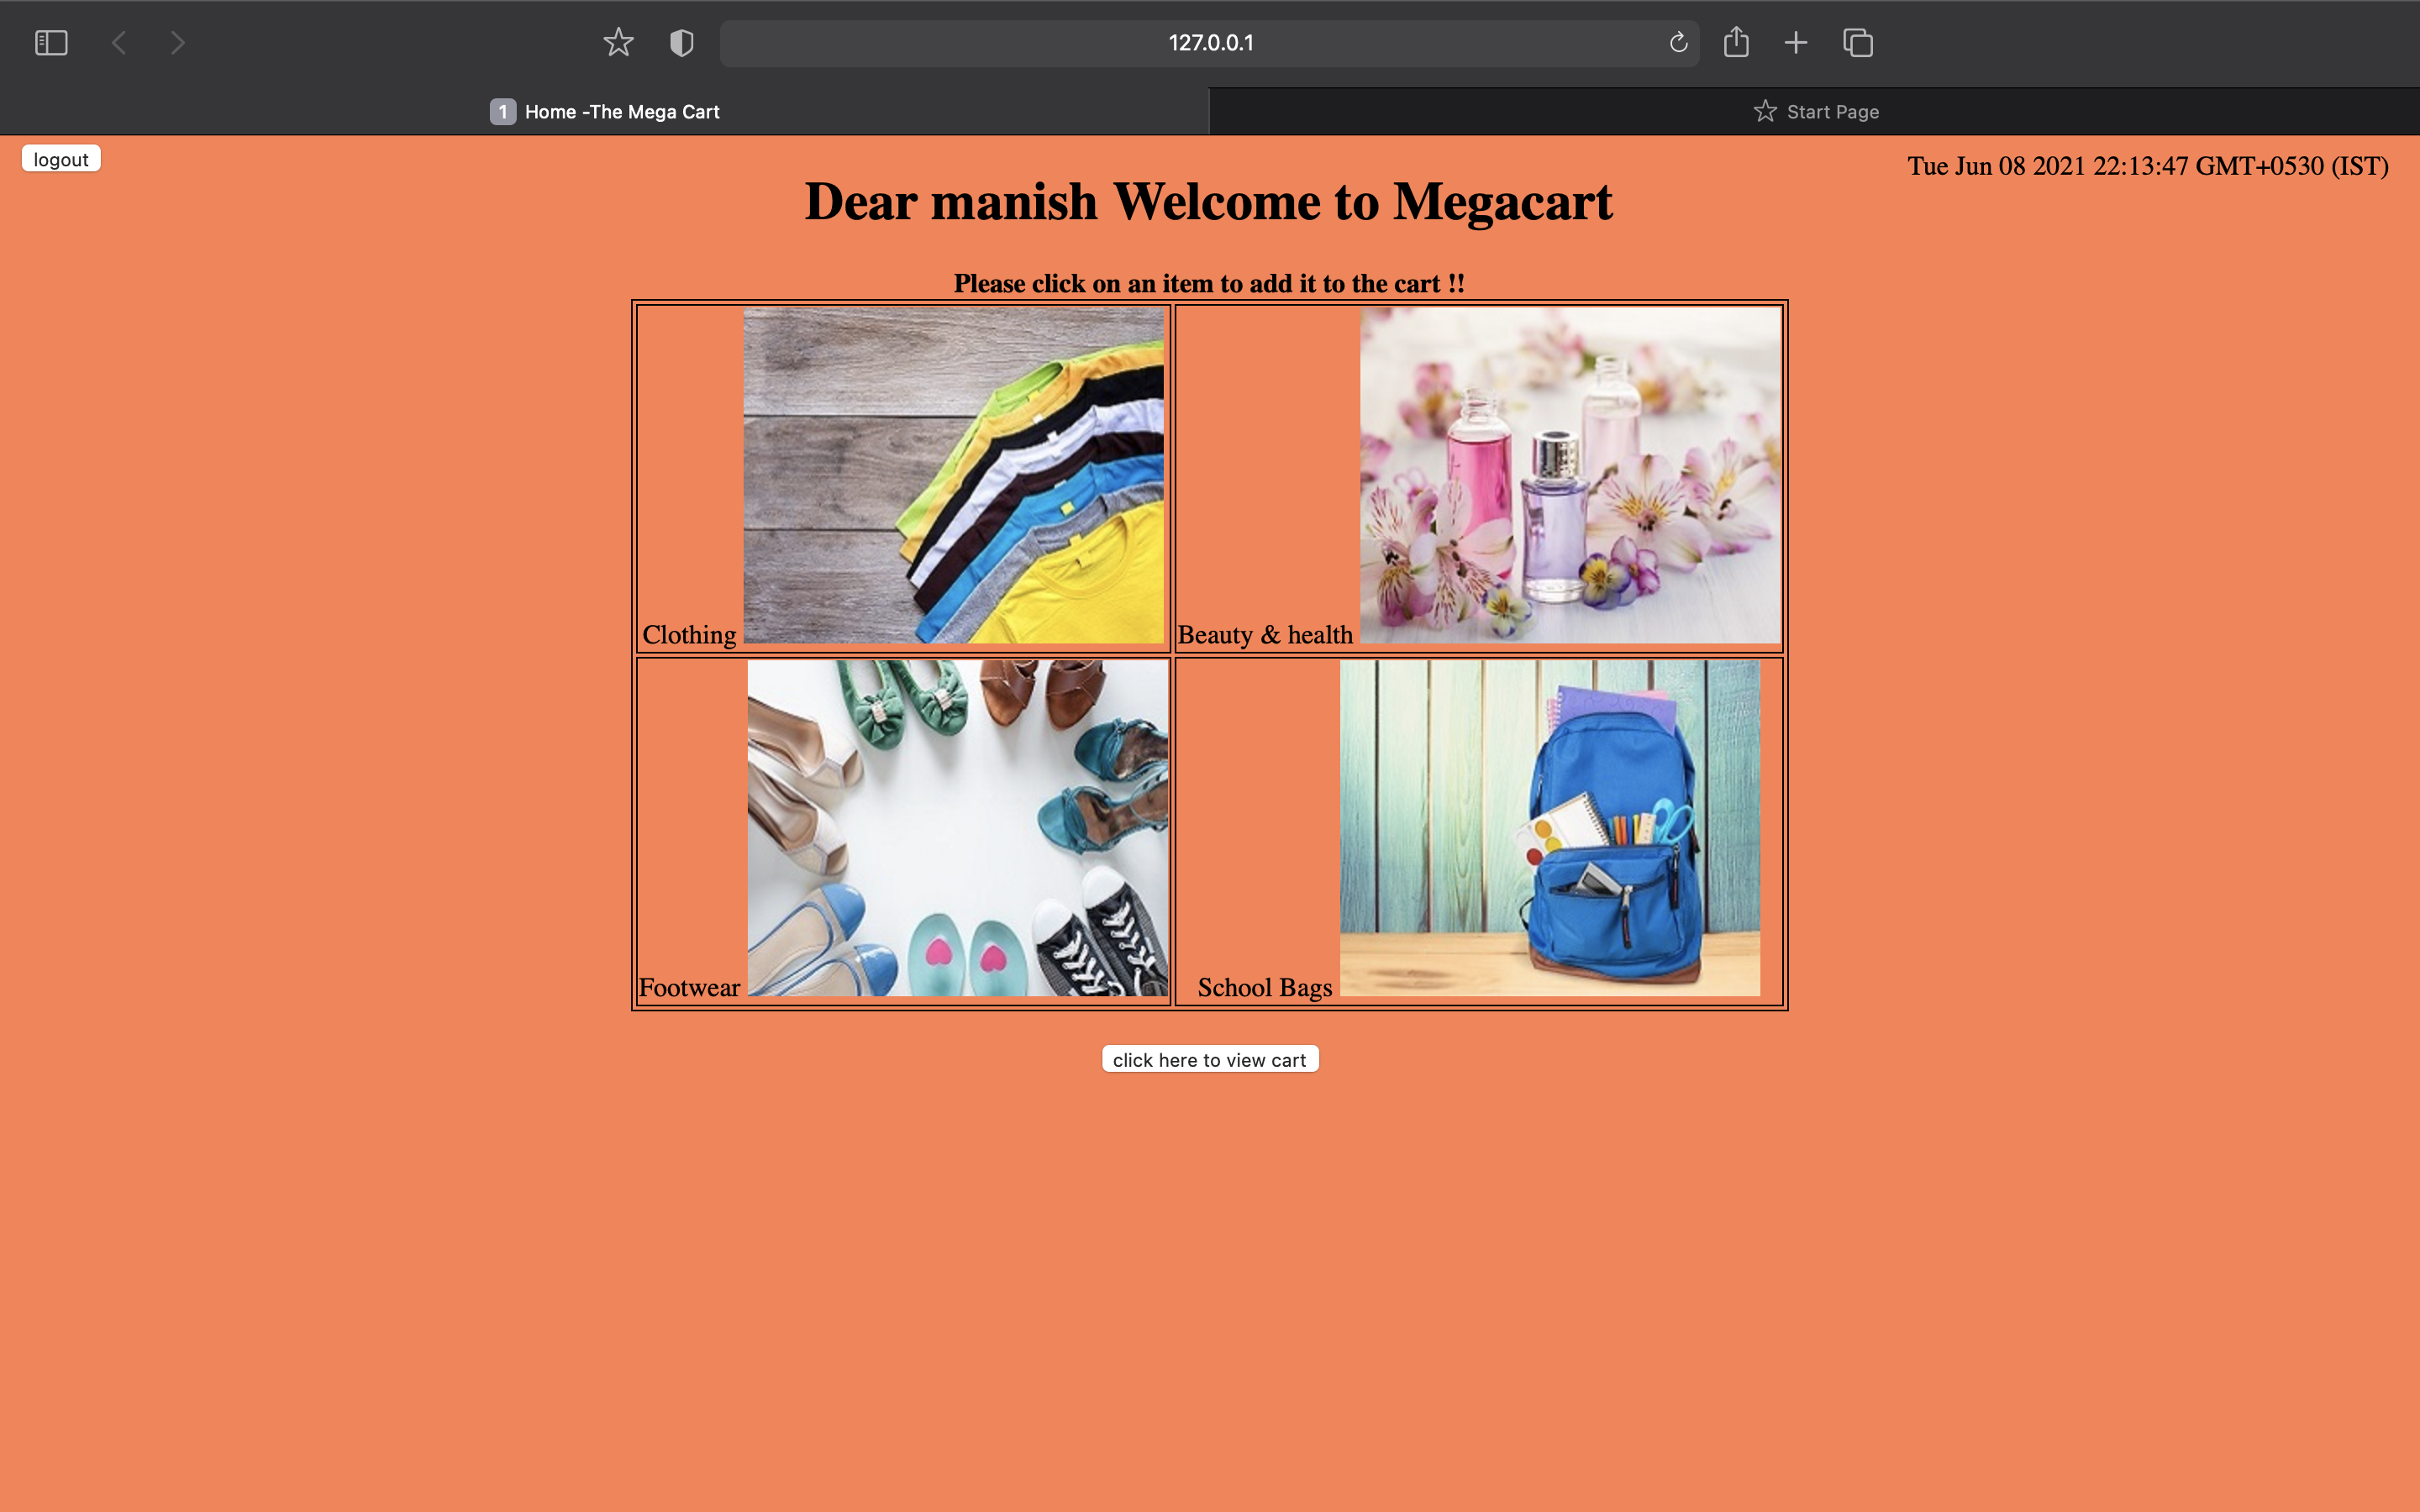 127.0.0.1
1 Home -The Mega Cart
Start Page
logout
Tue Jun 08 2021 22:13:47 GMT+0530 (IST)
Dear manish Welcome to Megacart
Please click on an item to add it to the cart !!
Clothing
Beauty & health
Footwear
School Bags
click here to view cart